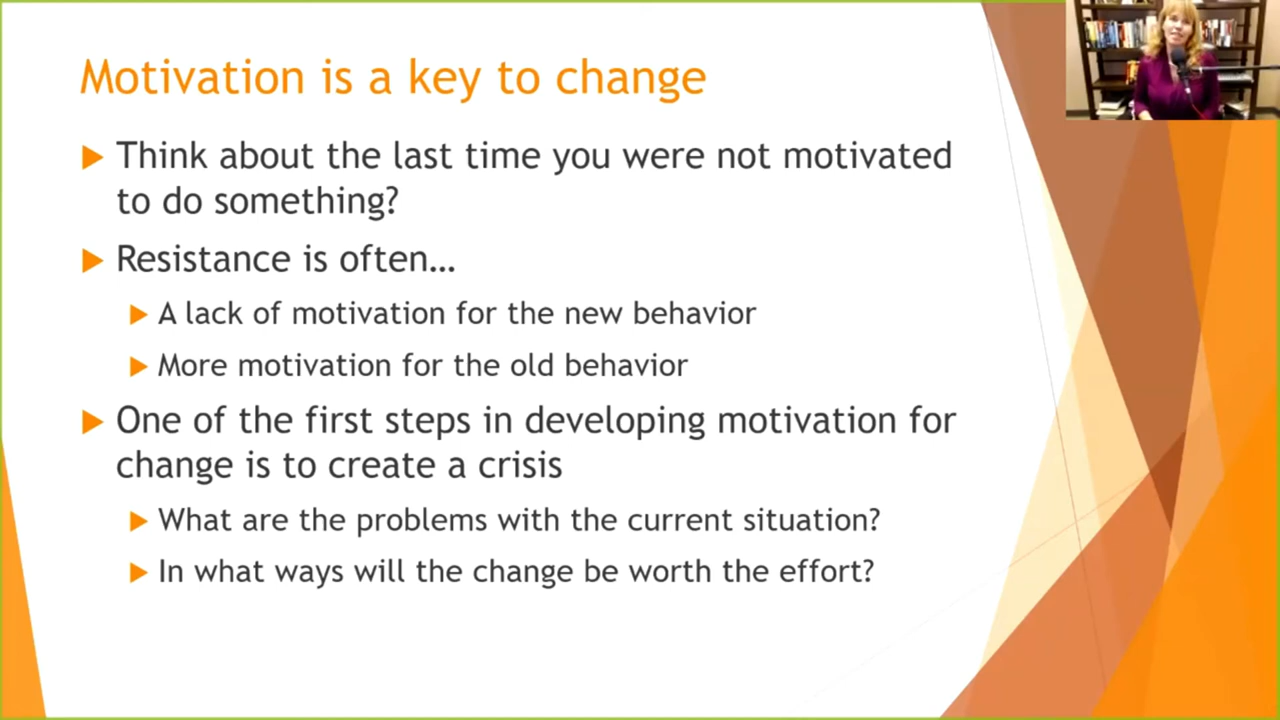 Motivation is a key to change
Think about the last time you were not motivated
to do something?
Resistance is often…
A lack of motivation for the new behavior
More motivation for the old behavior
One of the first steps in developing motivation for
change is to create a crisis
What are the problems with the current situation?
In what ways will the change be worth the effort?